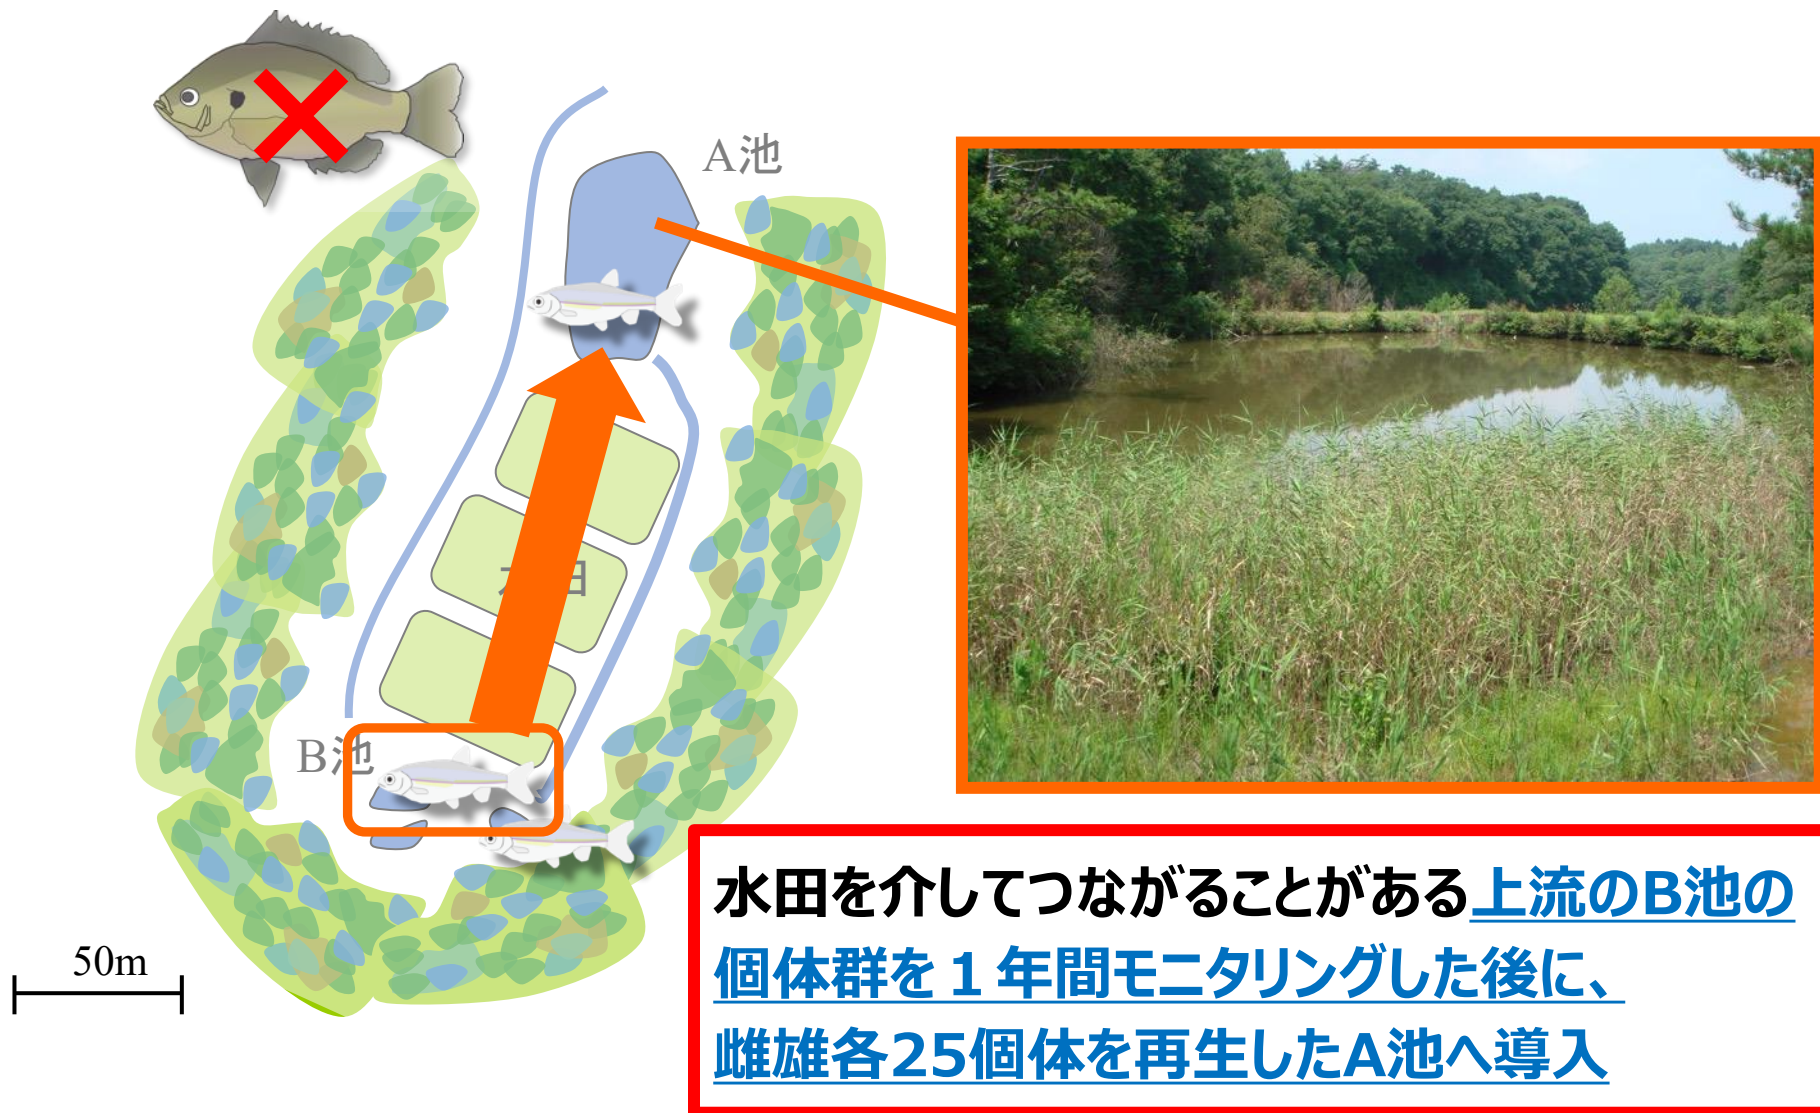 A池
水田
B池
50m
水田を介してつながることがある上流のB池の
個体群を１年間モニタリングした後に、
雌雄各25個体を再生したA池へ導入